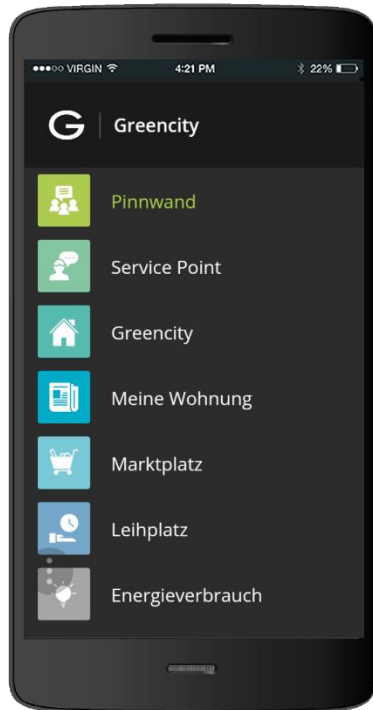 ●●●○○ VIRGIN 4:21 PM 22%
G | Greencity
Pinnwand
Service Point
Greencity
Meine Wohnung
Marktplatz
Leihplatz
Energieverbrauch